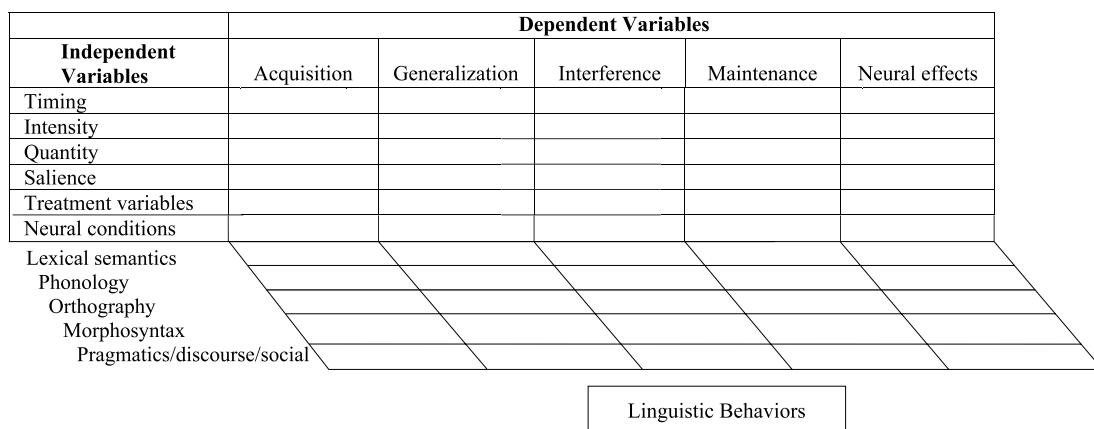 Dependent Variables
Independent
Variables
Acquisition Generalization Interference Maintenance Neural effects
Timing
Intensity
Quantity
Salience
Treatment variables
Neural conditions
Lexical semantics
Phonology
Orthography
Morphosyntax
Pragmatics/discourse/social
Linguistic Behaviors